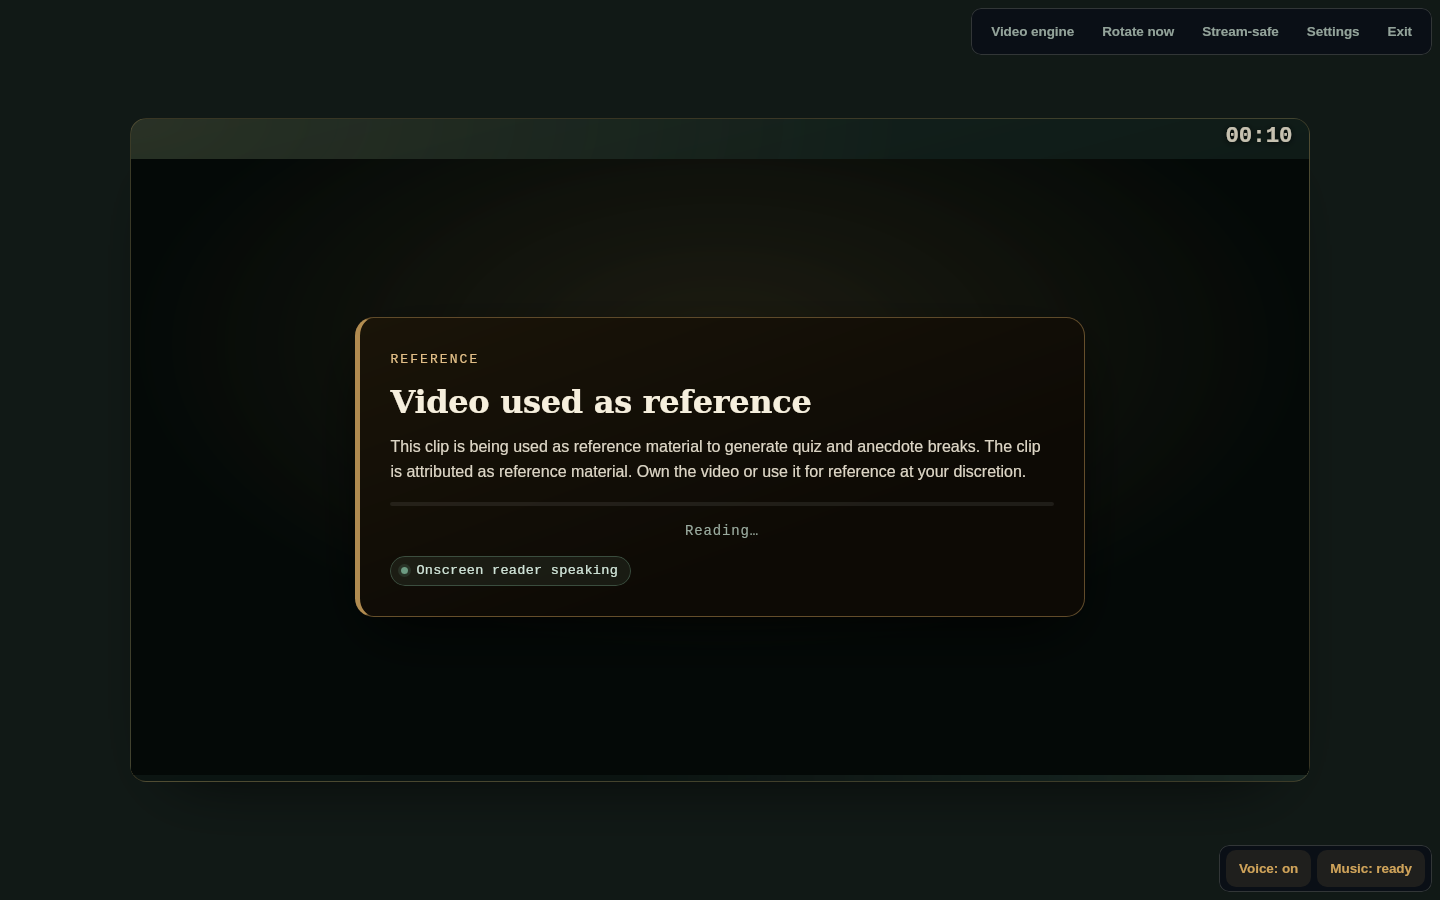 Video engine Rotate now Stream-safe Settings Exit
00:10
REFERENCE
Video used as reference
This clip is being used as reference material to generate quiz and anecdote breaks. The clip
is attributed as reference material. Own the video or use it for reference at your discretion.
Reading…
Onscreen reader speaking
Voice: on Music: ready